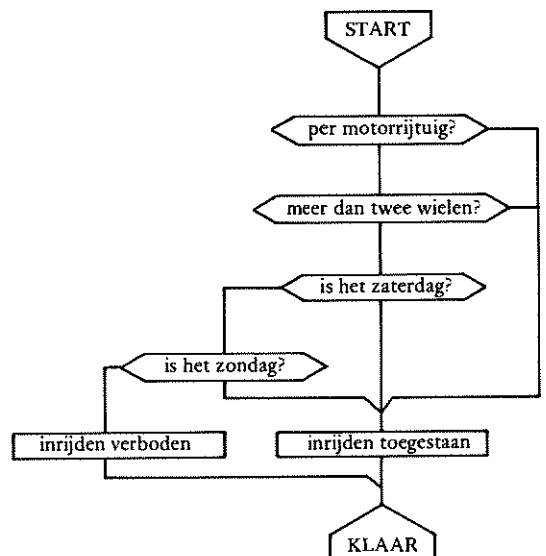 START
per motorrijtuig?
meer dan twee wielen?
is het zaterdag?
is het zondag?
inrijden verboden
inrijden toegestaan
KLAAR